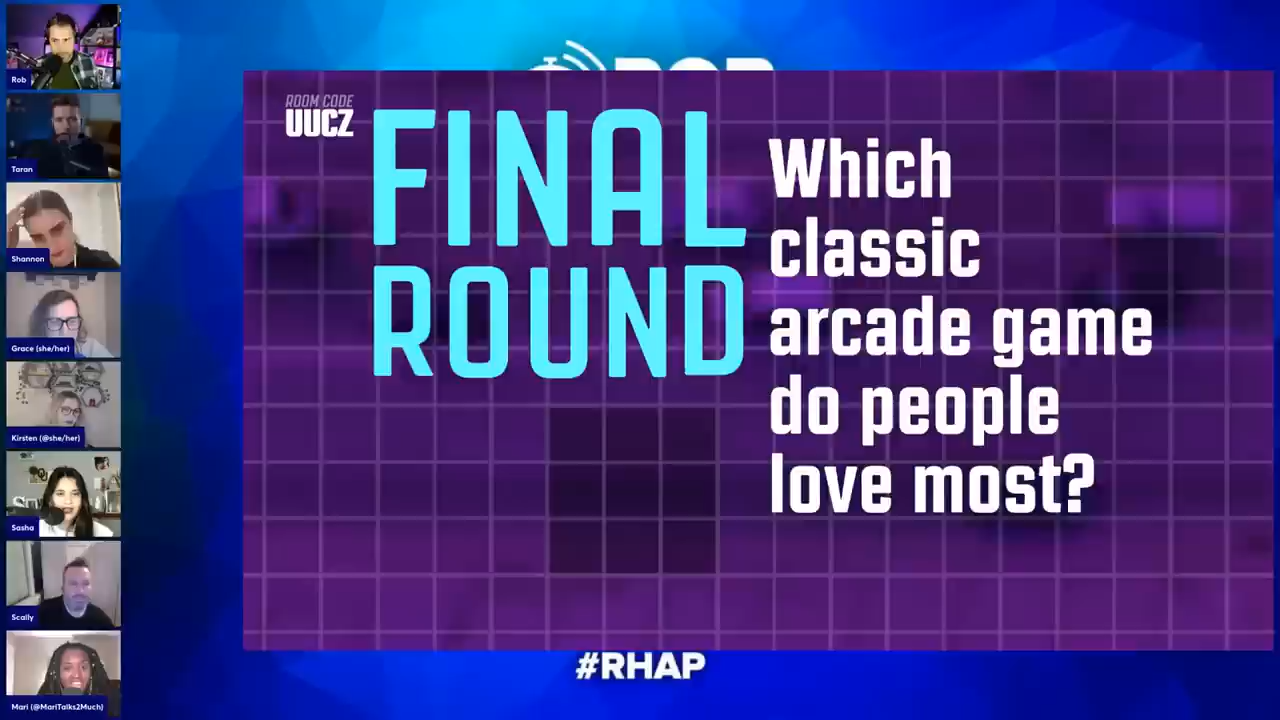 Rob
Taran
Shannon
Grace (she/her)
Kirsten (@she/her)
Sasha
Scally
Mari (@MariTalks2Much)
ROOM CODE
UUCZ
FINAL
ROUND
Which
classic
arcade game
do people
love most?
#RHAP